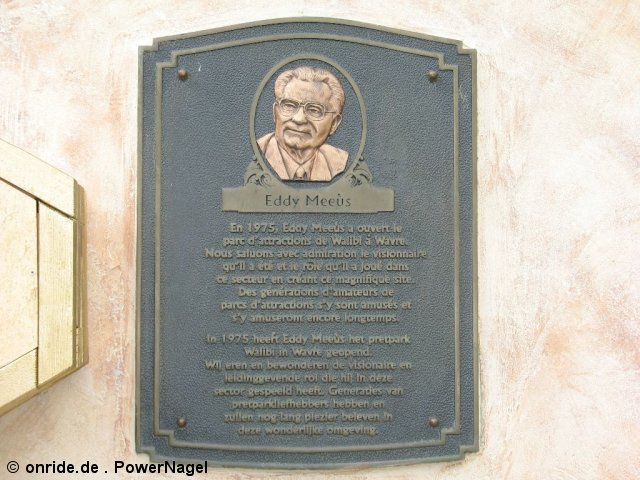 Eddy Meeùs
En 1975, Eddy Meeùs a ouvert le
parc d'attractions de Walibi à Wavre.
Nous saluons avec admiration le visionnaire
qu'il a été et le rôle qu'il a joué dans
ce secteur en créant ce magnifique site.
Des générations d'amateurs de
parcs d'attractions s'y sont amusés et
s'y amuseront encore longtemps.
In 1975 heeft Eddy Meeùs het pretpark
Walibi in Wavre geopend.
Wij eren en bewonderen de visionair en
leidinggevende rol die hij in deze
sector gespeeld heeft. Generaties van
pretparkliefhebbers hebben en
zullen nog lang plezier beleven in
deze wonderlijke omgeving.
© onride.de . PowerNagel